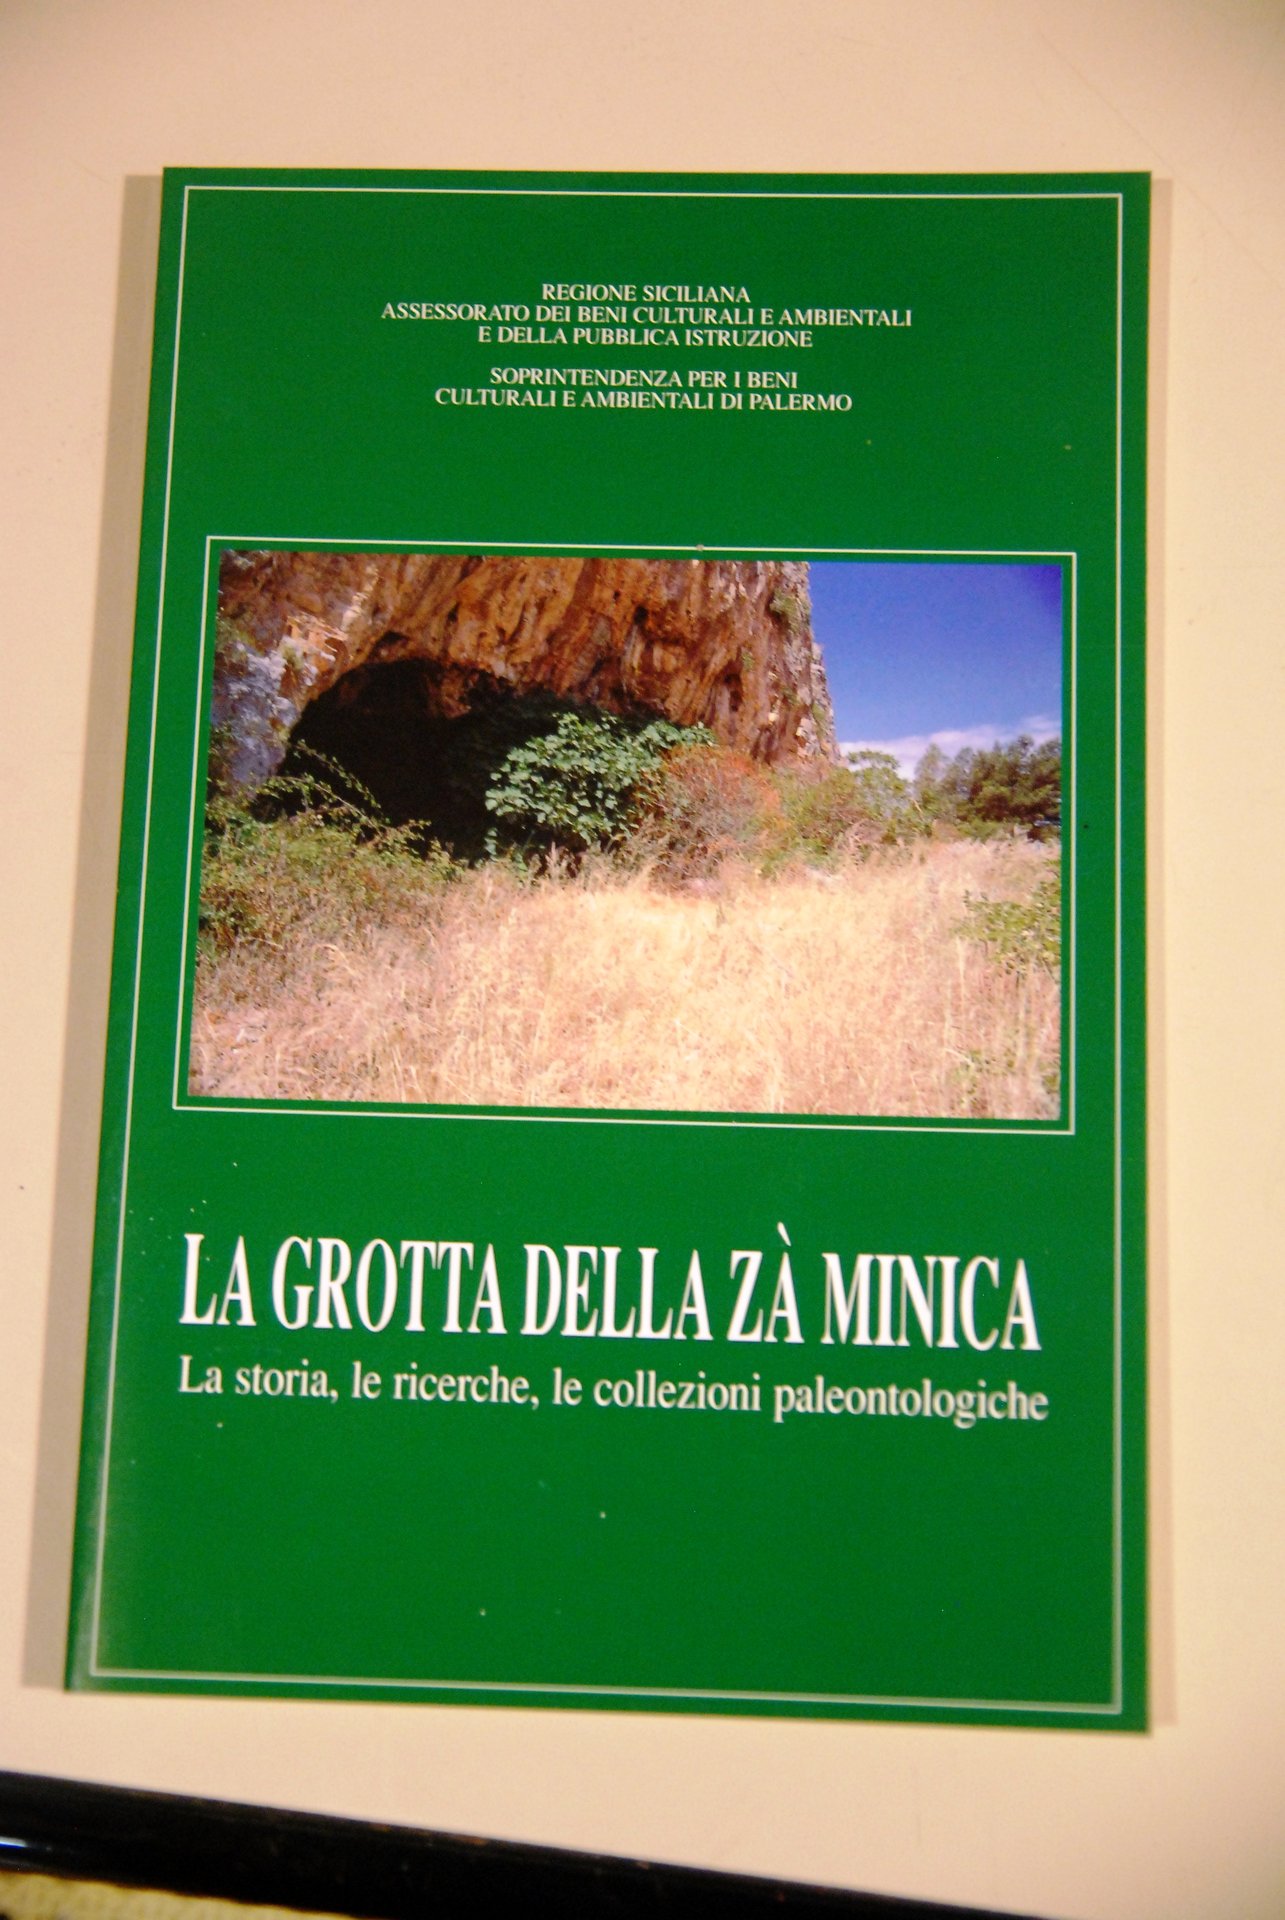 REGIONE SICILIANA
ASSESSORATO DEI BENI CULTURALI E AMBIENTALI
E DELLA PUBBLICA ISTRUZIONE
SOPRINTENDENZA PER I BENI
CULTURALI E AMBIENTALI DI PALERMO
LA GROTTA DELLA ZÀ MINICA
La storia, le ricerche, le collezioni paleontologiche